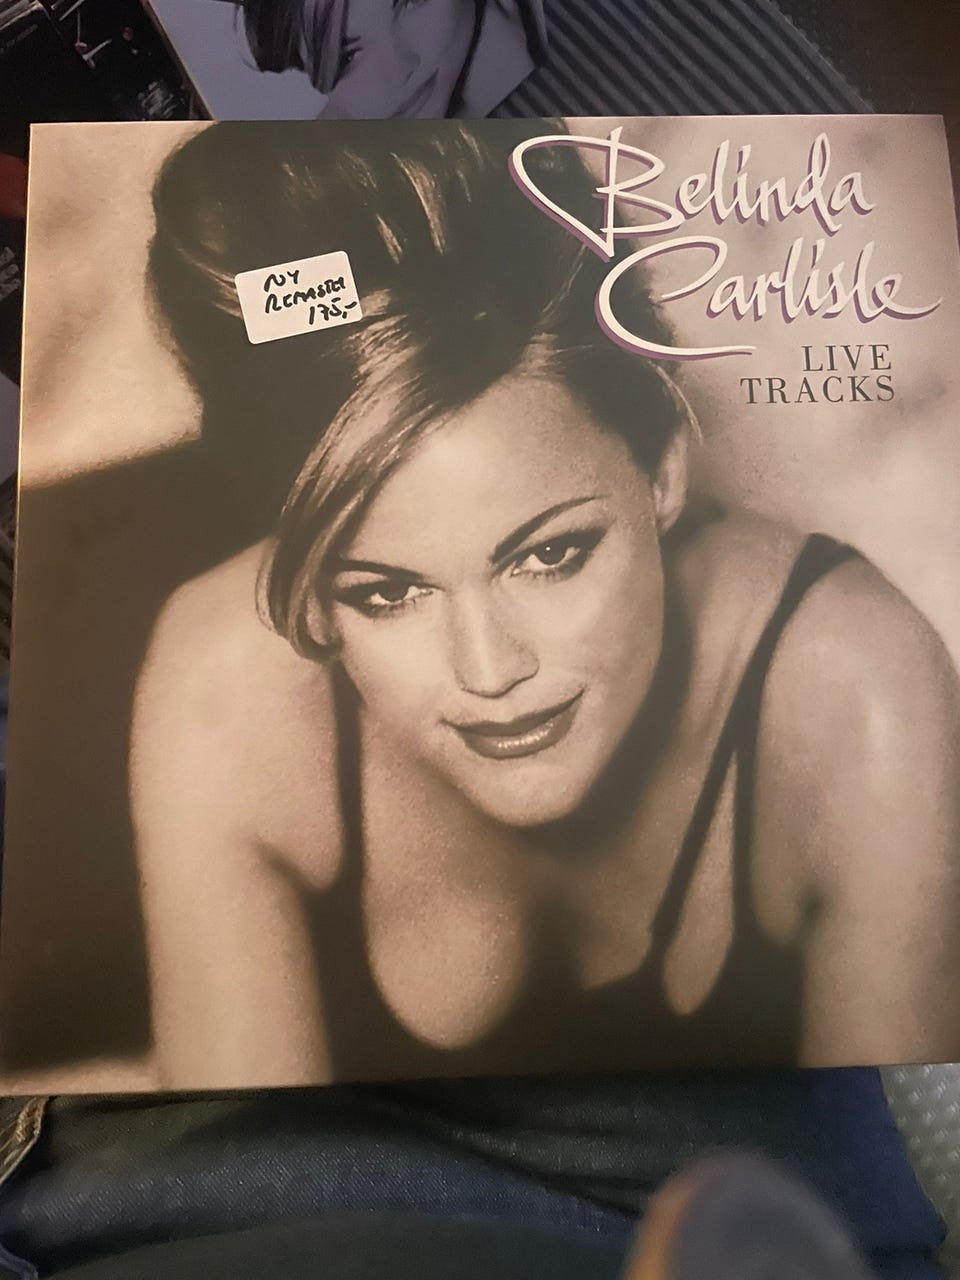 Belinda
Carlisle
LIVE
TRACKS
NY
REMASTER
175,-